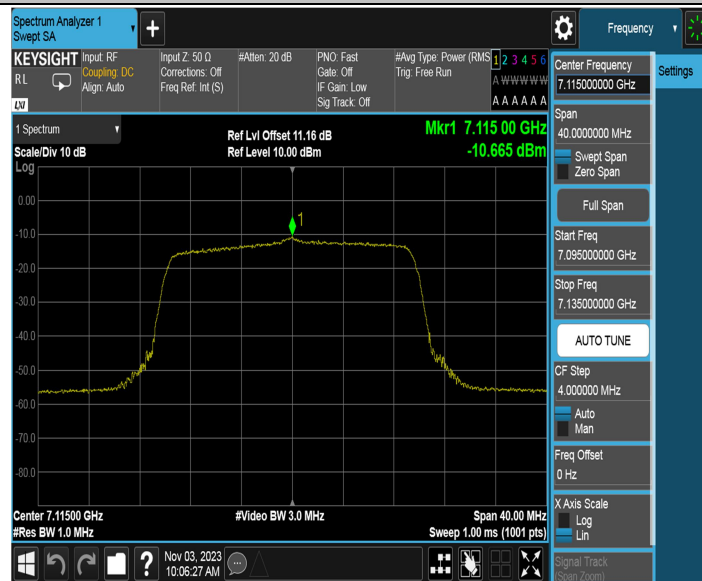 Spectrum Analyzer 1
Swept SA
+
Frequency
KEYSIGHT
RL
LXI
Input: RF
Coupling: DC
Align: Auto
Input Z: 50 Ω
Corrections: Off
Freq Ref: Int (S)
#Atten: 20 dB
PNO: Fast
Gate: Off
IF Gain: Low
Sig Track: Off
#Avg Type: Power (RMS
Trig: Free Run
1 2 3 4 5 6
A W W W W W
A A A A A A
1 Spectrum
Scale/Div 10 dB
Log
Ref Lvl Offset 11.16 dB
Ref Level 10.00 dBm
Mkr1 7.115 00 GHz
-10.665 dBm
1
0.00
-10.0
-20.0
-30.0
-40.0
-50.0
-60.0
-70.0
-80.0
Center 7.11500 GHz
#Res BW 1.0 MHz
#Video BW 3.0 MHz
Span 40.00 MHz
Sweep 1.00 ms (1001 pts)
Nov 03, 2023
10:06:27 AM
?
Center Frequency
7.115000000 GHz
Settings
Span
40.0000000 MHz
Swept Span
Zero Span
Full Span
Start Freq
7.095000000 GHz
Stop Freq
7.135000000 GHz
AUTO TUNE
CF Step
4.000000 MHz
Auto
Man
Freq Offset
0 Hz
X Axis Scale
Log
Lin
Signal Track
(Span Zoom)